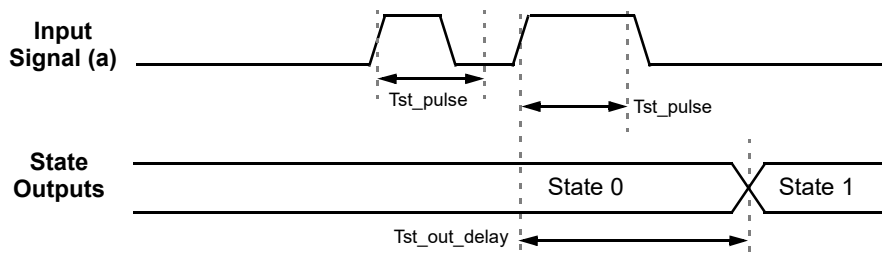 Input
Signal (a)
Tst_pulse
Tst_pulse
State
Outputs
State 0
State 1
Tst_out_delay